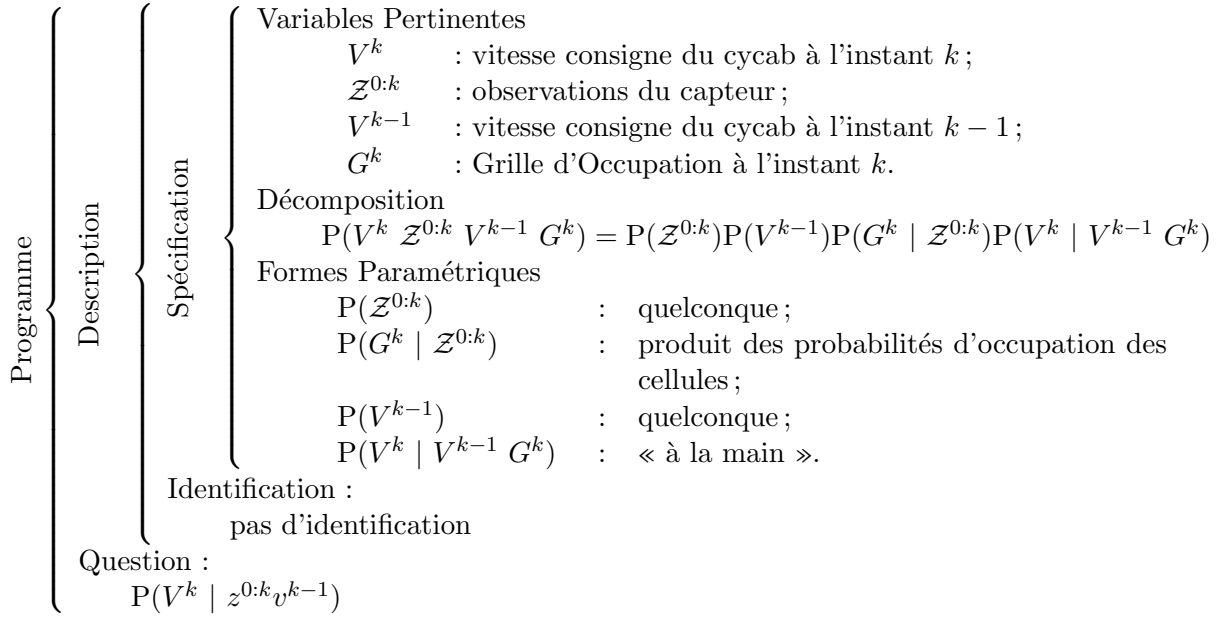 Programme
Description
Spécification
Variables Pertinentes
V^k : vitesse consigne du cycab à l'instant k ;
𝒵^{0:k} : observations du capteur ;
V^{k−1} : vitesse consigne du cycab à l'instant k − 1 ;
G^k : Grille d'Occupation à l'instant k.
Décomposition
P(V^k 𝒵^{0:k} V^{k−1} G^k) = P(𝒵^{0:k})P(V^{k−1})P(G^k | 𝒵^{0:k})P(V^k | V^{k−1} G^k)
Formes Paramétriques
P(𝒵^{0:k}) : quelconque ;
P(G^k | 𝒵^{0:k}) : produit des probabilités d'occupation des
cellules ;
P(V^{k−1}) : quelconque ;
P(V^k | V^{k−1} G^k) : « à la main ».
Identification :
pas d'identification
Question :
P(V^k | z^{0:k}v^{k−1})